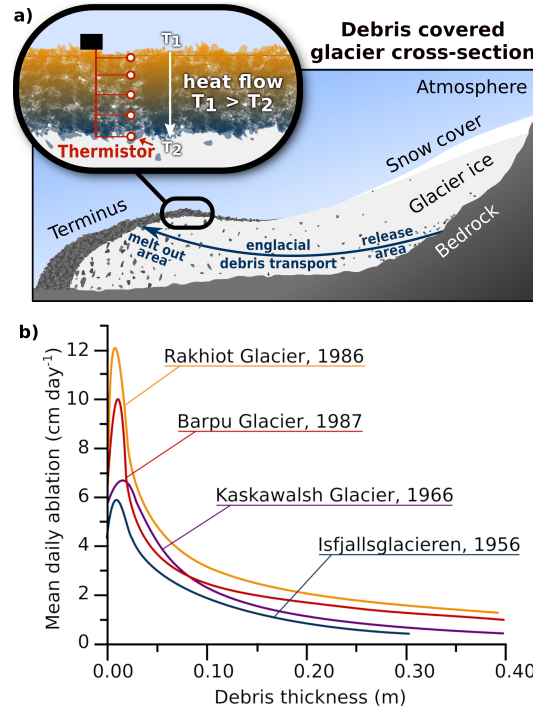 a)
Debris covered
glacier cross-section
T1
heat flow
T1 > T2
Thermistor
T2
Atmosphere
Snow cover
Glacier ice
Bedrock
Terminus
melt out
area
englacial
debris transport
release
area
b)
Mean daily ablation (cm day-1)
12
10
8
6
4
2
0
Rakhiot Glacier, 1986
Barpu Glacier, 1987
Kaskawalsh Glacier, 1966
Isfjallsglacieren, 1956
0.00 0.10 0.20 0.30 0.40
Debris thickness (m)